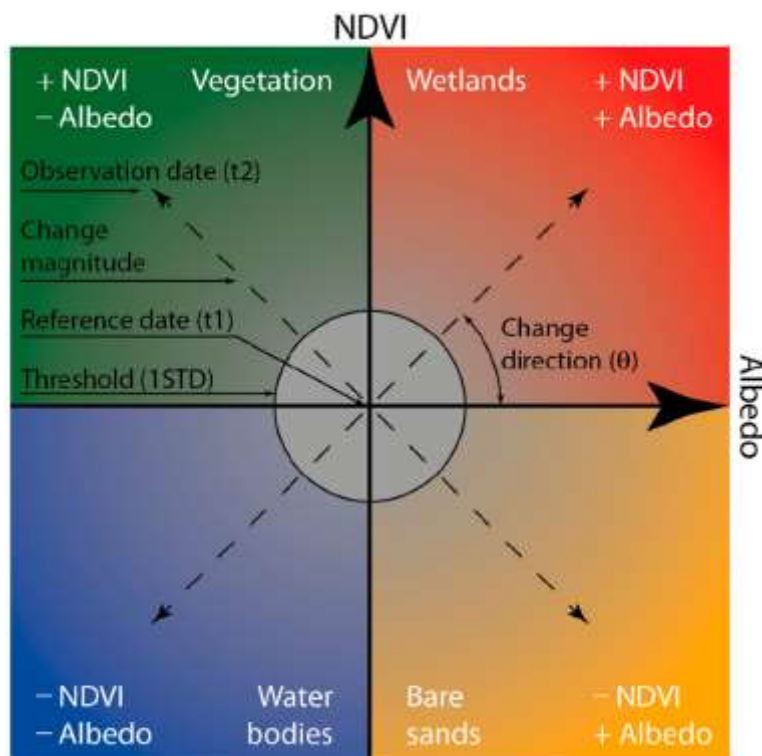 NDVI
+ NDVI Vegetation
− Albedo
Wetlands + NDVI
+ Albedo
Observation date (t2)
Change
magnitude
Reference date (t1)
Threshold (1STD)
Change
direction (θ)
Albedo
− NDVI Water
− Albedo bodies
Bare − NDVI
sands + Albedo